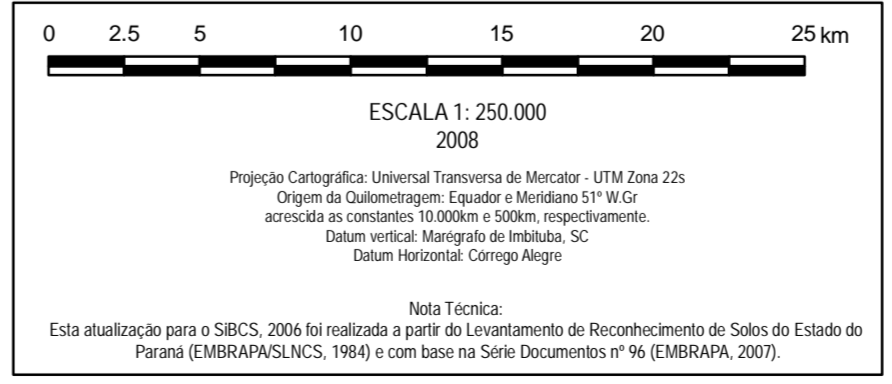 0 2.5 5 10 15 20 25 km
ESCALA 1: 250.000
2008
Projeção Cartográfica: Universal Transversa de Mercator - UTM Zona 22s
Origem da Quilometragem: Equador e Meridiano 51º W.Gr
acrescida as constantes 10.000km e 500km, respectivamente.
Datum vertical: Marégrafo de Imbituba, SC
Datum Horizontal: Córrego Alegre
Nota Técnica:
Esta atualização para o SiBCS, 2006 foi realizada a partir do Levantamento de Reconhecimento de Solos do Estado do
Paraná (EMBRAPA/SLNCS, 1984) e com base na Série Documentos nº 96 (EMBRAPA, 2007).